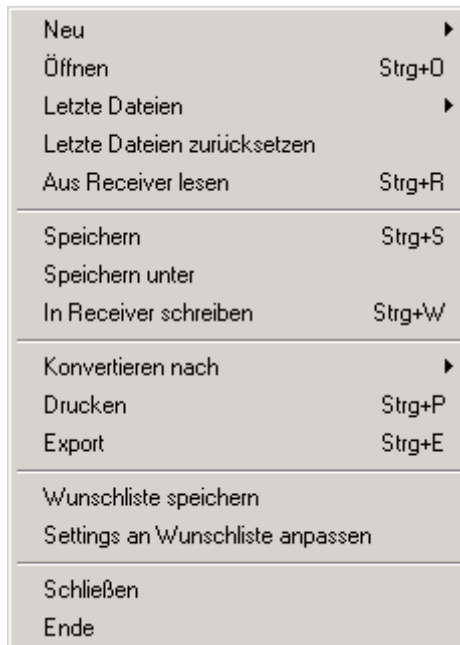 Neu
Öffnen Strg+O
Letzte Dateien
Letzte Dateien zurücksetzen
Aus Receiver lesen Strg+R
Speichern Strg+S
Speichern unter
In Receiver schreiben Strg+W
Konvertieren nach
Drucken Strg+P
Export Strg+E
Wunschliste speichern
Settings an Wunschliste anpassen
Schließen
Ende